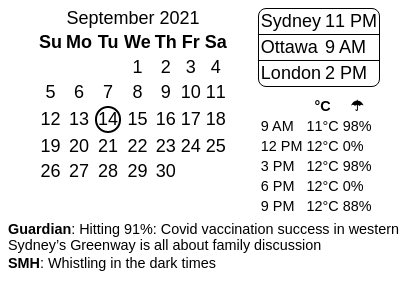 September 2021
Su Mo Tu We Th Fr Sa
1 2 3 4
5 6 7 8 9 10 11
12 13 14 15 16 17 18
19 20 21 22 23 24 25
26 27 28 29 30
Sydney 11 PM
Ottawa 9 AM
London 2 PM
°C ☂
9 AM 11°C 98%
12 PM 12°C 0%
3 PM 12°C 98%
6 PM 12°C 0%
9 PM 12°C 88%
Guardian: Hitting 91%: Covid vaccination success in western
Sydney’s Greenway is all about family discussion
SMH: Whistling in the dark times